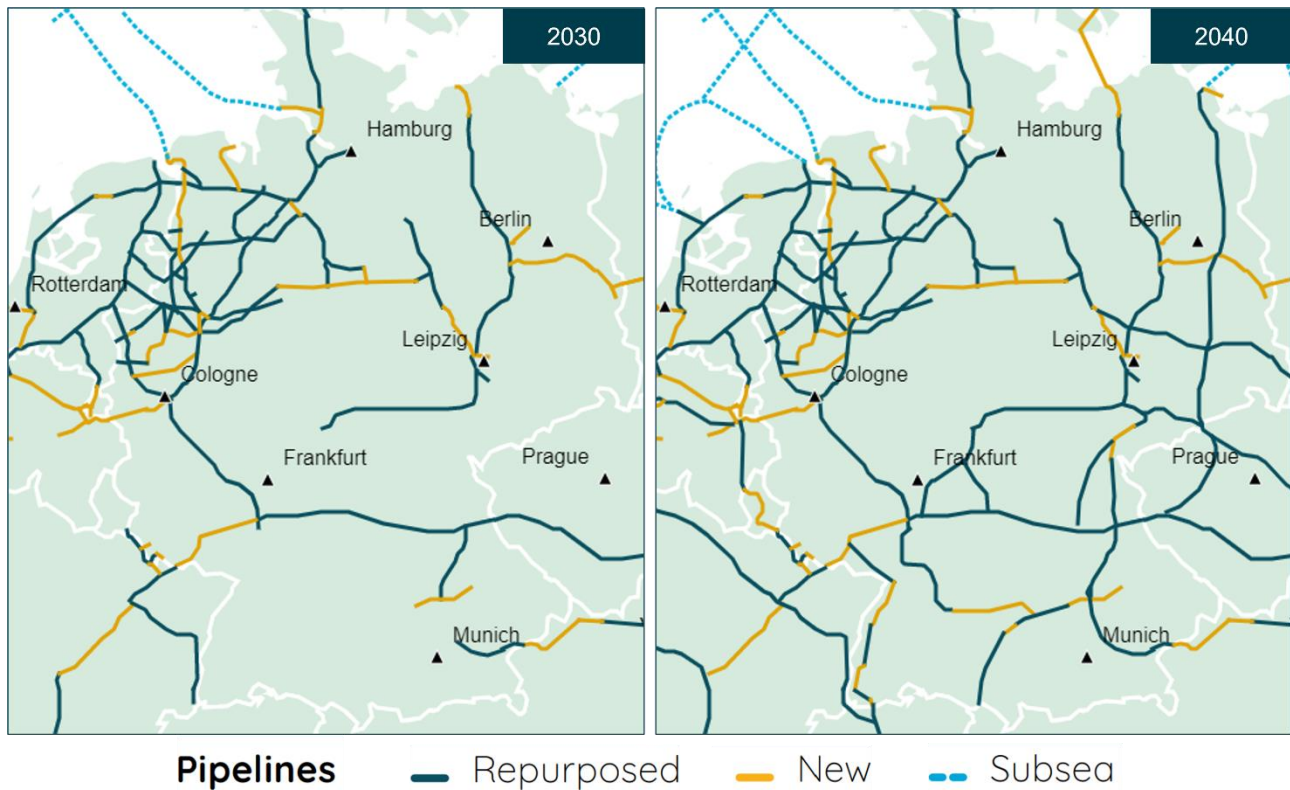 2030
Hamburg
Berlin
Rotterdam
Leipzig
Cologne
Frankfurt
Prague
Munich
2040
Hamburg
Berlin
Rotterdam
Leipzig
Cologne
Frankfurt
Prague
Munich
Pipelines Repurposed New Subsea